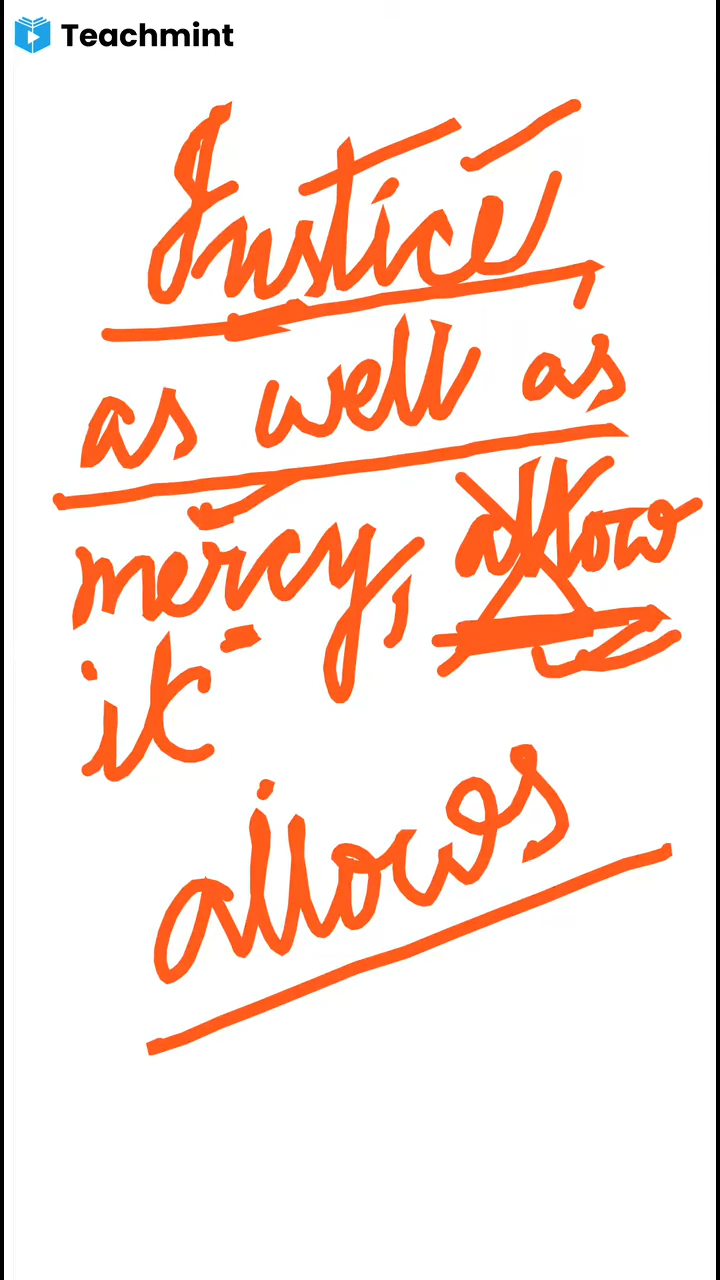 Teachmint
Justice,
as well as
mercy, allow
it
allows